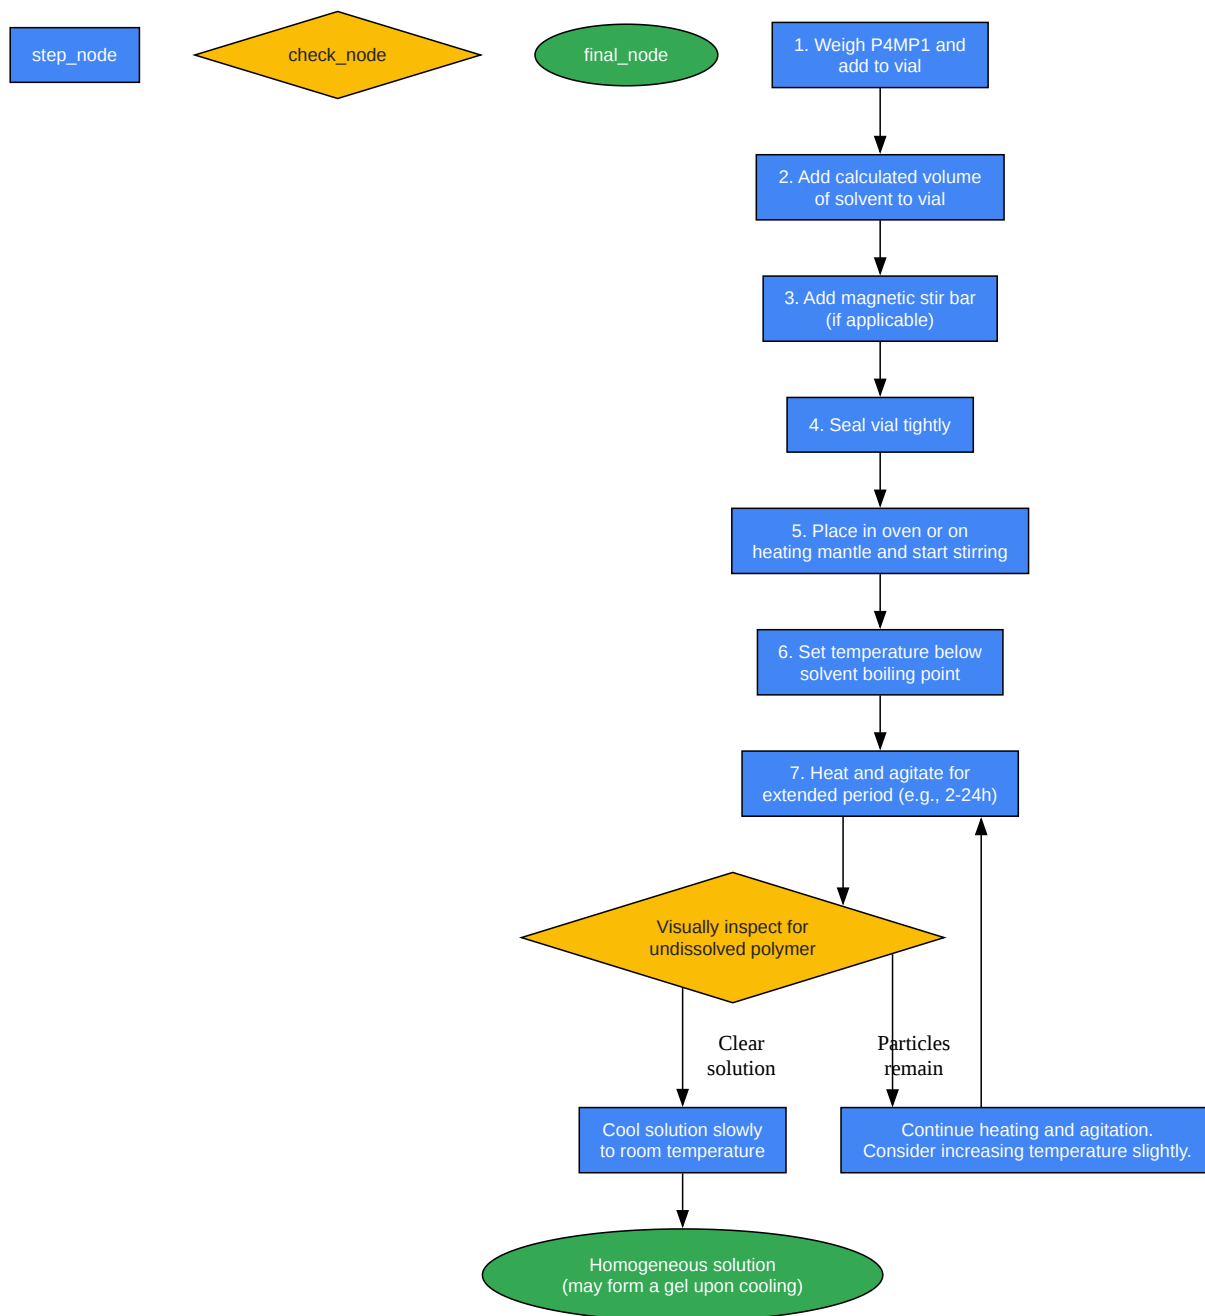 step_node
check_node
final_node
1. Weigh P4MP1 and
add to vial
2. Add calculated volume
of solvent to vial
3. Add magnetic stir bar
(if applicable)
4. Seal vial tightly
5. Place in oven or on
heating mantle and start stirring
6. Set temperature below
solvent boiling point
7. Heat and agitate for
extended period (e.g., 2-24h)
Visually inspect for
undissolved polymer
Clear
solution
Particles
remain
Cool solution slowly
to room temperature
Continue heating and agitation.
Consider increasing temperature slightly.
Homogeneous solution
(may form a gel upon cooling)